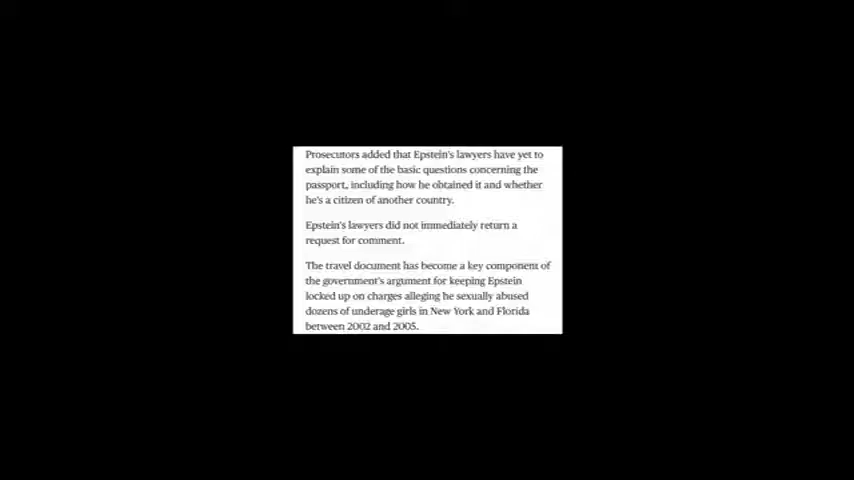 Prosecutors added that Epstein's lawyers have yet to
explain some of the basic questions concerning the
passport, including how he obtained it and whether
he's a citizen of another country.
Epstein's lawyers did not immediately return a
request for comment.
The travel document has become a key component of
the government's argument for keeping Epstein
locked up on charges alleging he sexually abused
dozens of underage girls in New York and Florida
between 2002 and 2005.